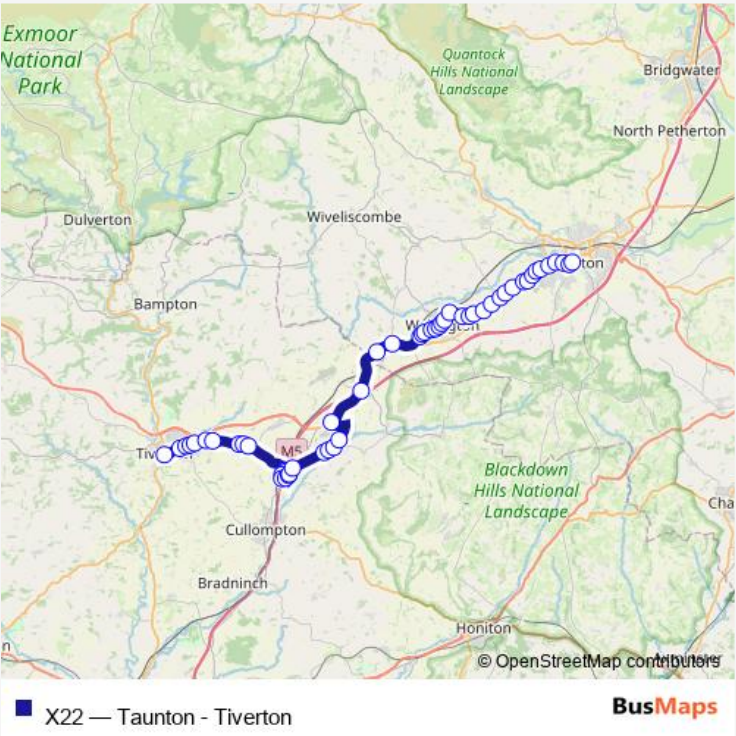 Exmoor
National
Park
Quantock
Hills National
Landscape
Bridgwater
North Petherton
Dulverton
Wiveliscombe
Bampton
M5
Blackdown
Hills National
Landscape
Cullompton
Bradninch
Honiton
© OpenStreetMap contributors
X22 — Taunton - Tiverton
BusMaps